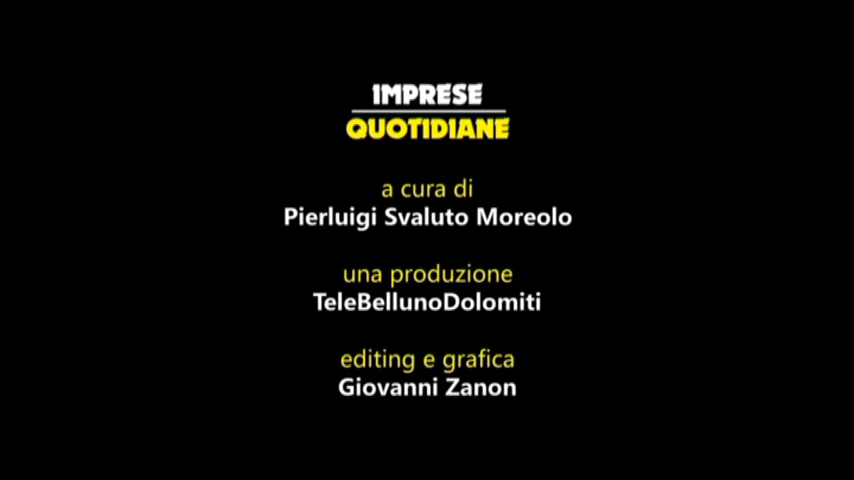 IMPRESE
QUOTIDIANE
a cura di
Pierluigi Svaluto Moreolo
una produzione
TeleBellunoDolomiti
editing e grafica
Giovanni Zanon